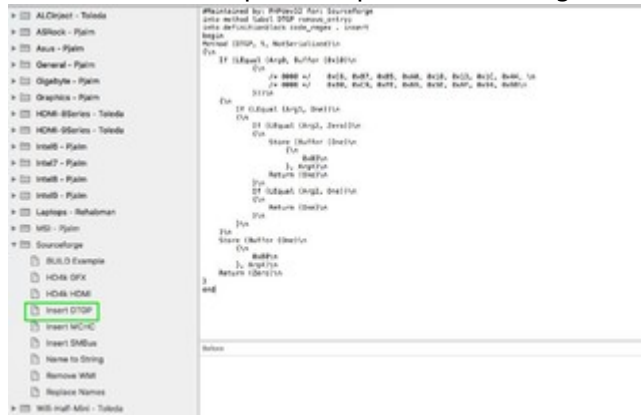 ALCInject - Toleda
ASRock - Pjalm
Asus - Pjalm
General - Pjalm
Gigabyte - Pjalm
Graphics - Pjalm
HDMI-8Series - Toleda
HDMI-9Series - Toleda
Intel6 - Pjalm
Intel7 - Pjalm
Intel8 - Pjalm
Intel9 - Pjalm
Laptops - Rehabman
MSI - Pjalm
Sourceforge
BUILD Example
HD4k GFX
HD4k HDMI
Insert DTGP
Insert MCHC
Insert SMBus
Name to String
Remove WMI
Replace Names
Wifi-Half-Mini - Toleda
#Maintained by: PHPdev32 for: Sourceforge
into method label DTGP remove_entry;
into definitionblock code_regex . insert
begin
Method (DTGP, 5, NotSerialized)\n
{\n
If (LEqual (Arg0, Buffer (0x10)\n
{\n
}))\n
{\n
If (LEqual (Arg1, One))\n
{\n
If (LEqual (Arg2, Zero))\n
{\n
Store (Buffer (One)\n
{\n
0x03\n
}, Arg4)\n
Return (One)\n
}\n
If (LEqual (Arg2, One))\n
{\n
Return (One)\n
}\n
}\n
}\n
Store (Buffer (One)\n
{\n
0x00\n
}, Arg4)\n
Return (Zero)\n
}
end
Before